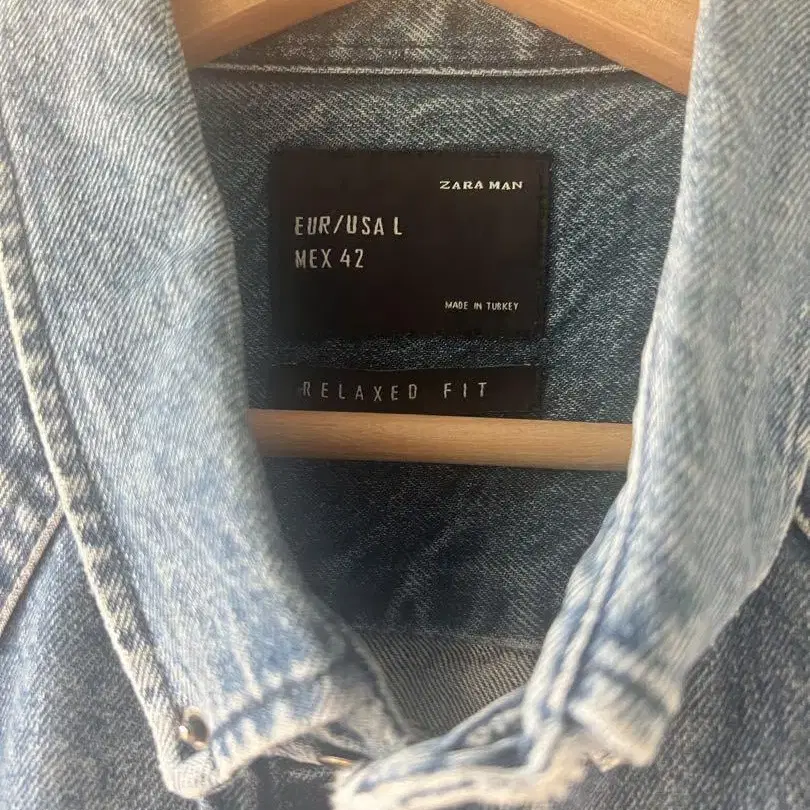 ZARA MAN
EUR/USA L
MEX 42
MADE IN TURKEY
RELAXED FIT